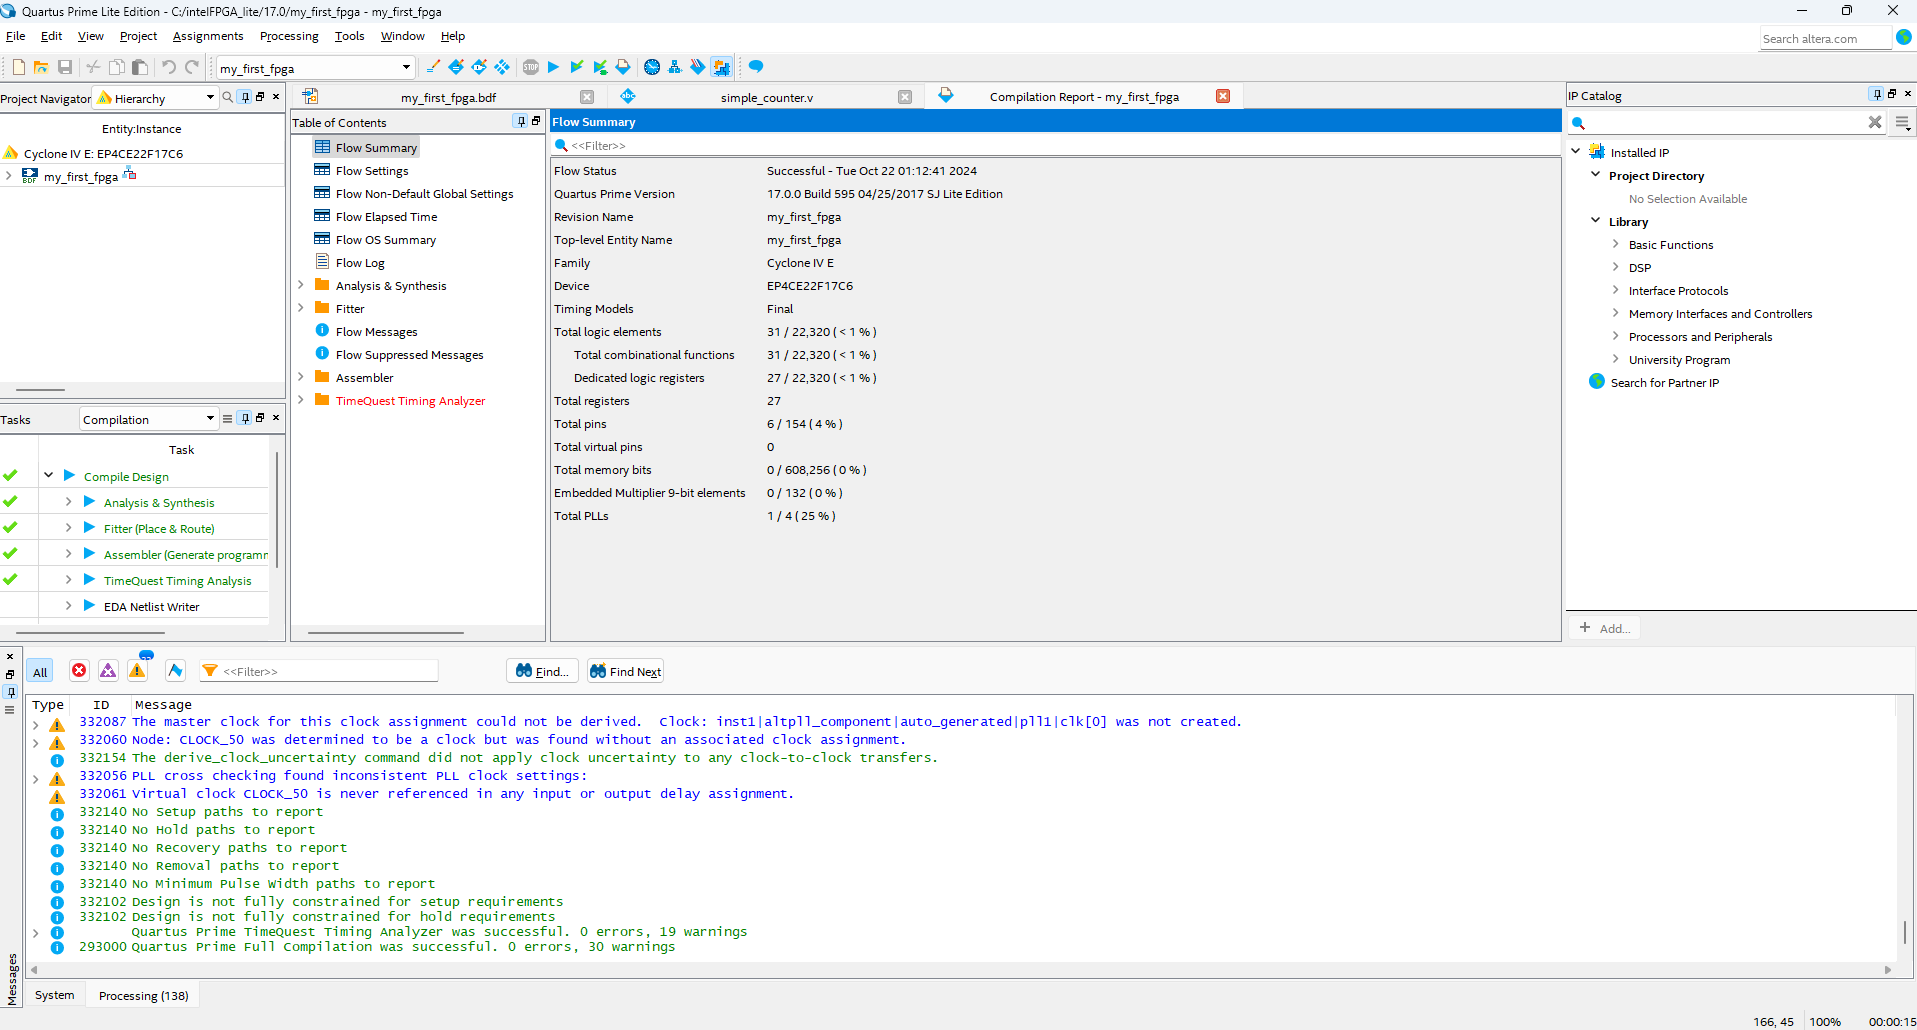 Quartus Prime Lite Edition - C:/intelFPGA_lite/17.0/my_first_fpga - my_first_fpga
File Edit View Project Assignments Processing Tools Window Help
Search altera.com
my_first_fpga
STOP
Project Navigator Hierarchy
Entity:Instance
Cyclone IV E: EP4CE22F17C6
BDF my_first_fpga
Tasks Compilation
Task
Compile Design
Analysis & Synthesis
Fitter (Place & Route)
Assembler (Generate programm
TimeQuest Timing Analysis
EDA Netlist Writer
my_first_fpga.bdf
abc simple_counter.v
Compilation Report - my_first_fpga
Table of Contents
Flow Summary
Flow Settings
Flow Non-Default Global Settings
Flow Elapsed Time
Flow OS Summary
Flow Log
Analysis & Synthesis
Fitter
Flow Messages
Flow Suppressed Messages
Assembler
TimeQuest Timing Analyzer
Flow Summary
<<Filter>>
Flow Status Successful - Tue Oct 22 01:12:41 2024
Quartus Prime Version 17.0.0 Build 595 04/25/2017 SJ Lite Edition
Revision Name my_first_fpga
Top-level Entity Name my_first_fpga
Family Cyclone IV E
Device EP4CE22F17C6
Timing Models Final
Total logic elements 31 / 22,320 ( < 1 % )
Total combinational functions 31 / 22,320 ( < 1 % )
Dedicated logic registers 27 / 22,320 ( < 1 % )
Total registers 27
Total pins 6 / 154 ( 4 % )
Total virtual pins 0
Total memory bits 0 / 608,256 ( 0 % )
Embedded Multiplier 9-bit elements 0 / 132 ( 0 % )
Total PLLs 1 / 4 ( 25 % )
IP Catalog
Installed IP
Project Directory
No Selection Available
Library
Basic Functions
DSP
Interface Protocols
Memory Interfaces and Controllers
Processors and Peripherals
University Program
Search for Partner IP
+ Add...
All <<Filter>> Find... Find Next
Type ID Message
332087 The master clock for this clock assignment could not be derived.  Clock: inst1|altpll_component|auto_generated|pll1|clk[0] was not created.
332060 Node: CLOCK_50 was determined to be a clock but was found without an associated clock assignment.
332154 The derive_clock_uncertainty command did not apply clock uncertainty to any clock-to-clock transfers.
332056 PLL cross checking found inconsistent PLL clock settings:
332061 Virtual clock CLOCK_50 is never referenced in any input or output delay assignment.
332140 No Setup paths to report
332140 No Hold paths to report
332140 No Recovery paths to report
332140 No Removal paths to report
332140 No Minimum Pulse Width paths to report
332102 Design is not fully constrained for setup requirements
332102 Design is not fully constrained for hold requirements
Quartus Prime TimeQuest Timing Analyzer was successful. 0 errors, 19 warnings
293000 Quartus Prime Full Compilation was successful. 0 errors, 30 warnings
Messages
System Processing (138)
166, 45 100% 00:00:15